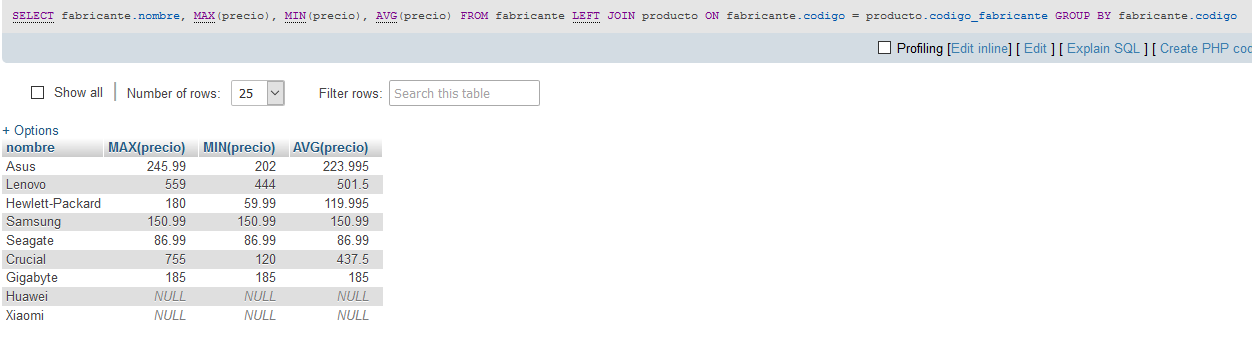 SELECT fabricante.nombre, MAX(precio), MIN(precio), AVG(precio) FROM fabricante LEFT JOIN producto ON fabricante.codigo = producto.codigo_fabricante GROUP BY fabricante.codigo
Profiling [Edit inline] [ Edit ] [ Explain SQL ] [ Create PHP coc
Show all | Number of rows: 25 Filter rows: Search this table
+ Options
nombre MAX(precio) MIN(precio) AVG(precio)
Asus 245.99 202 223.995
Lenovo 559 444 501.5
Hewlett-Packard 180 59.99 119.995
Samsung 150.99 150.99 150.99
Seagate 86.99 86.99 86.99
Crucial 755 120 437.5
Gigabyte 185 185 185
Huawei NULL NULL NULL
Xiaomi NULL NULL NULL